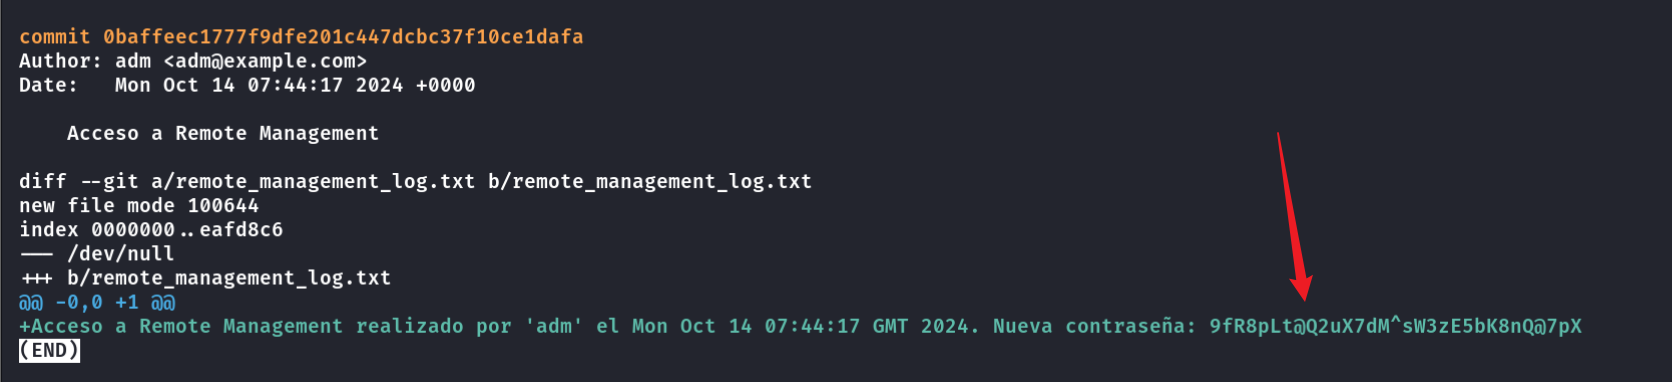 commit 0baffeec1777f9dfe201c447dcbc37f10ce1dafa
Author: adm <adm@example.com>
Date:   Mon Oct 14 07:44:17 2024 +0000
    Acceso a Remote Management
diff --git a/remote_management_log.txt b/remote_management_log.txt
new file mode 100644
index 0000000..eafd8c6
--- /dev/null
+++ b/remote_management_log.txt
@@ -0,0 +1 @@
+Acceso a Remote Management realizado por 'adm' el Mon Oct 14 07:44:17 GMT 2024. Nueva contraseña: 9fR8pLt@Q2uX7dM^sW3zE5bK8nQ@7pX
(END)